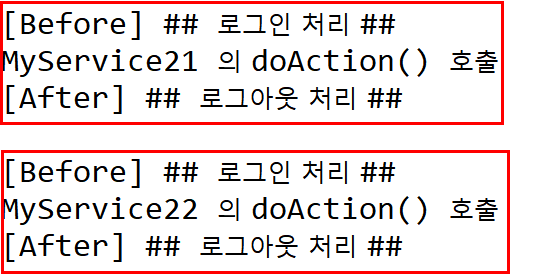 [Before] ## 로그인 처리 ##
MyService21 의 doAction() 호출
[After] ## 로그아웃 처리 ##
[Before] ## 로그인 처리 ##
MyService22 의 doAction() 호출
[After] ## 로그아웃 처리 ##